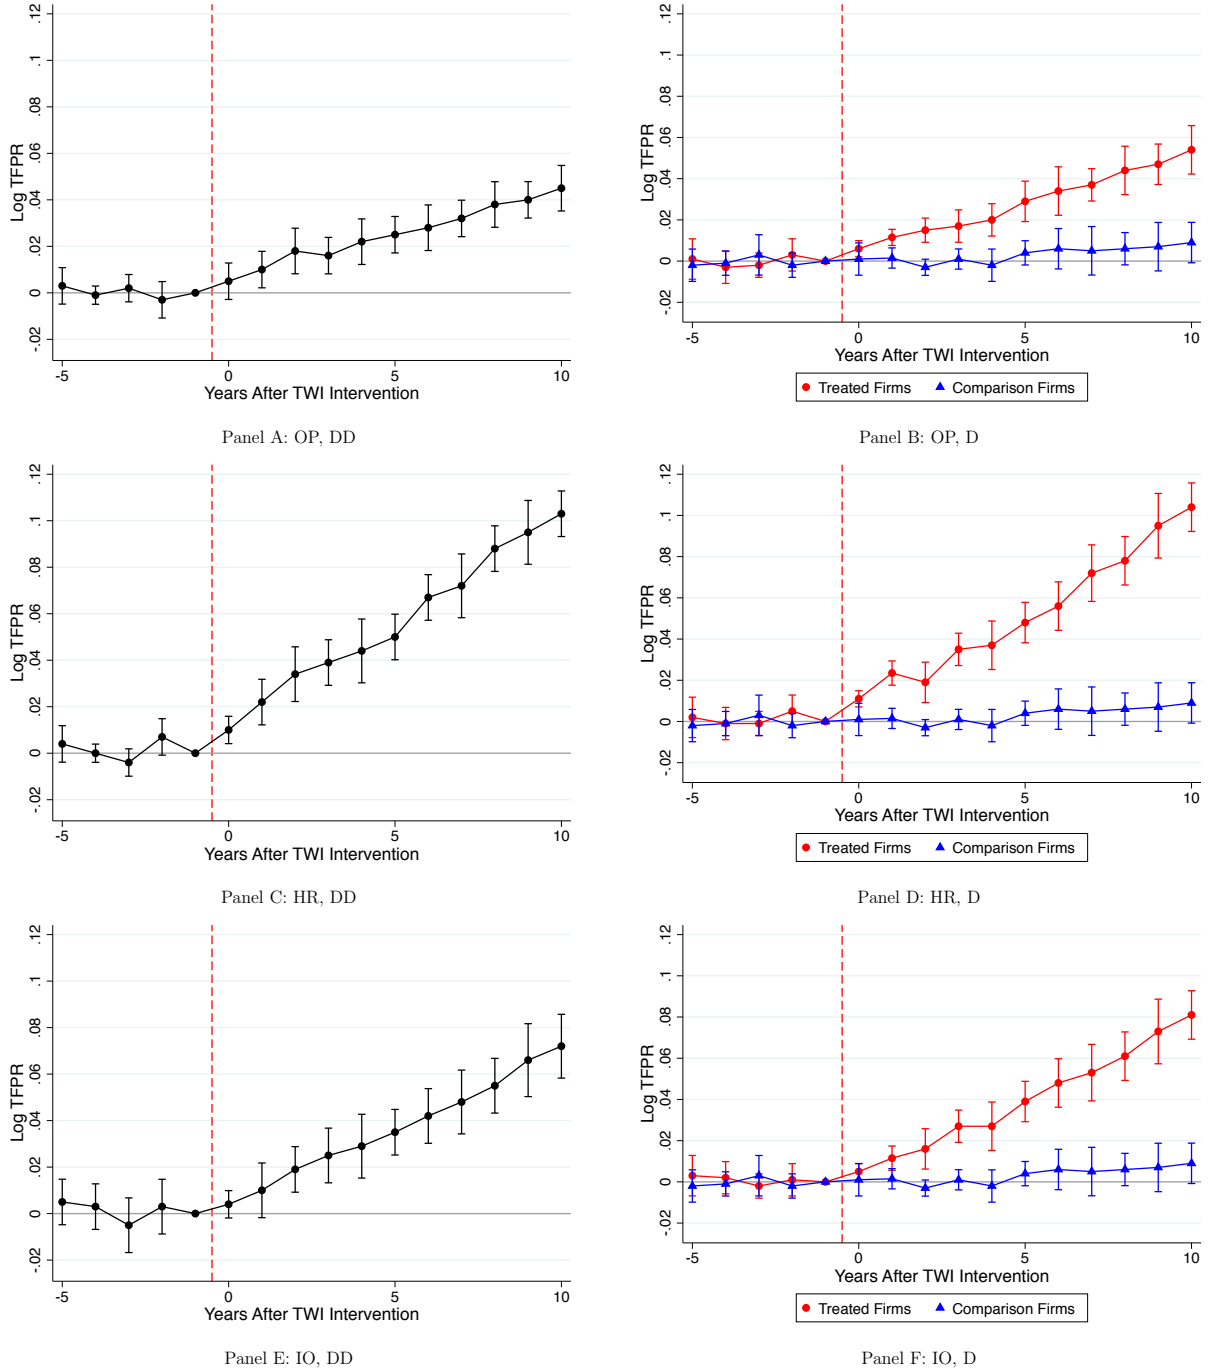 Log TFPR
-.02 0 .02 .04 .06 .08 .1 .12
-5 0 5 10
Years After TWI Intervention
Panel A: OP, DD
Log TFPR
-.02 0 .02 .04 .06 .08 .1 .12
-5 0 5 10
Years After TWI Intervention
Treated Firms Comparison Firms
Panel B: OP, D
Log TFPR
-.02 0 .02 .04 .06 .08 .1 .12
-5 0 5 10
Years After TWI Intervention
Panel C: HR, DD
Log TFPR
-.02 0 .02 .04 .06 .08 .1 .12
-5 0 5 10
Years After TWI Intervention
Treated Firms Comparison Firms
Panel D: HR, D
Log TFPR
-.02 0 .02 .04 .06 .08 .1 .12
-5 0 5 10
Years After TWI Intervention
Panel E: IO, DD
Log TFPR
-.02 0 .02 .04 .06 .08 .1 .12
-5 0 5 10
Years After TWI Intervention
Treated Firms Comparison Firms
Panel F: IO, D